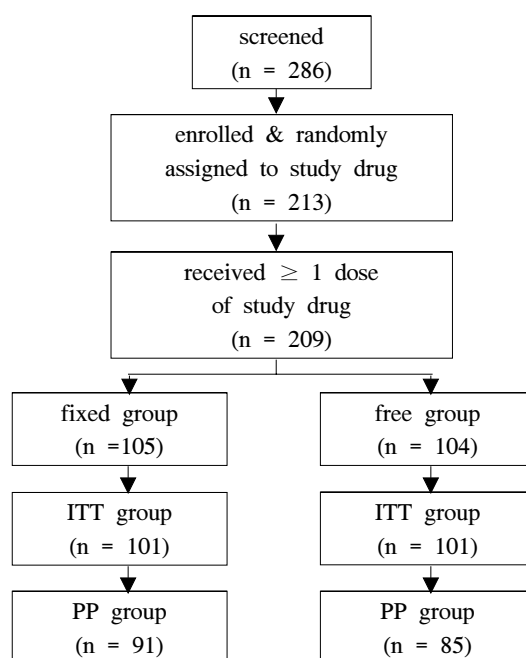 screened
(n = 286)
enrolled & randomly
assigned to study drug
(n = 213)
received ≥ 1 dose
of study drug
(n = 209)
fixed group
(n =105)
free group
(n = 104)
ITT group
(n = 101)
ITT group
(n = 101)
PP group
(n = 91)
PP group
(n = 85)